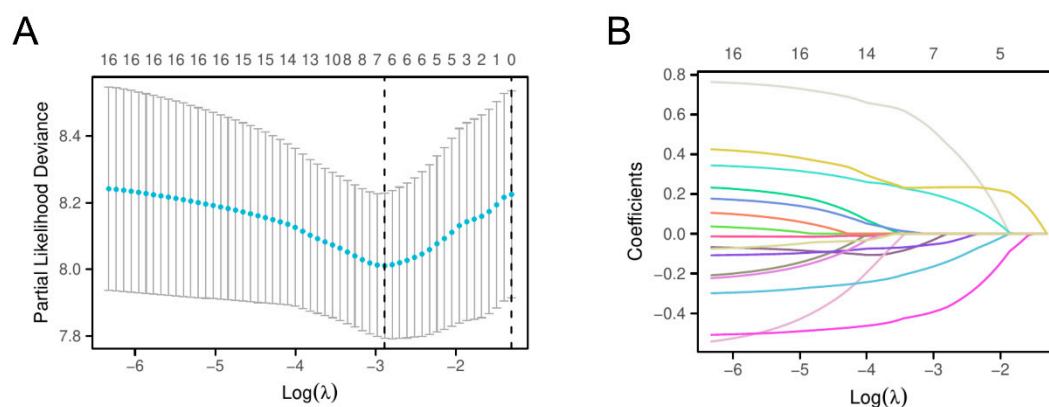 A
16 16 16 16 16 16 15 15 14 13 10 8 8 7 6 6 6 5 5 3 2 1 0
Partial Likelihood Deviance
8.4
8.2
8.0
7.8
−6 −5 −4 −3 −2
Log(λ)
B
16 16 14 7 5
Coefficients
0.8
0.6
0.4
0.2
0.0
−0.2
−0.4
−6 −5 −4 −3 −2
Log(λ)